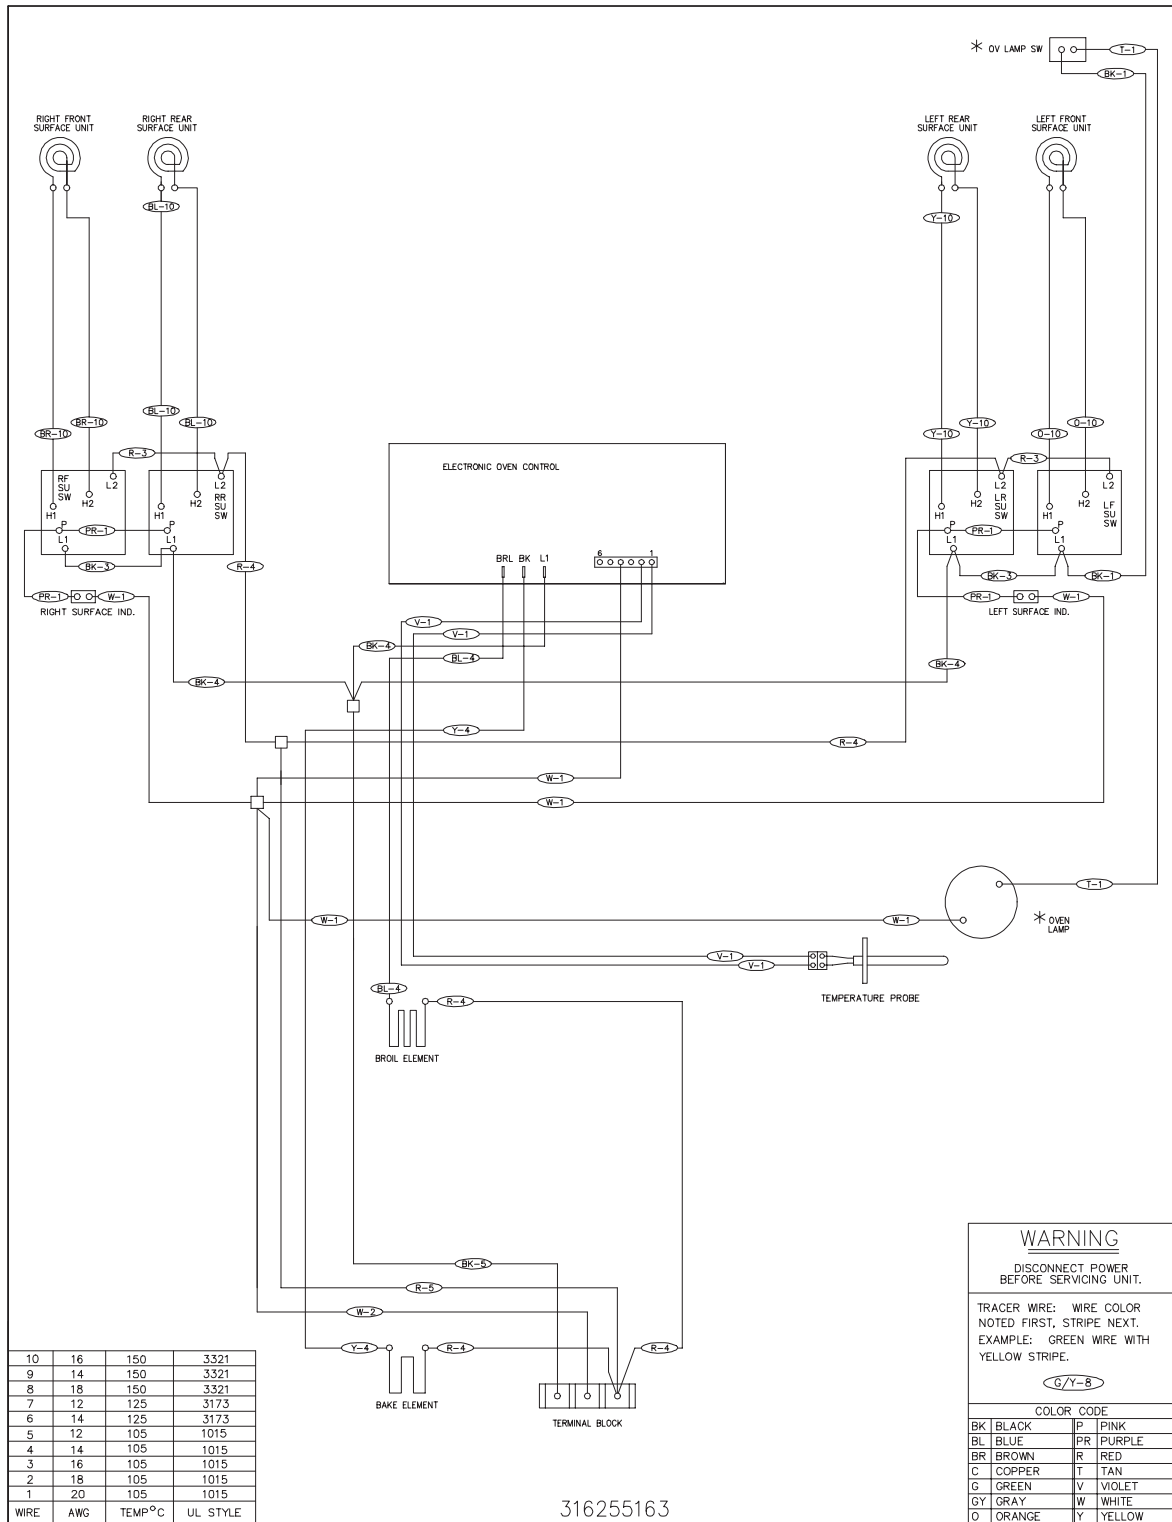 * OV LAMP SW
T-1
BK-1
RIGHT FRONT
SURFACE UNIT
RIGHT REAR
SURFACE UNIT
LEFT REAR
SURFACE UNIT
LEFT FRONT
SURFACE UNIT
BL-10
Y-10
BR-10
BR-10
BL-10
BL-10
Y-10
Y-10
O-10
O-10
R-3
R-3
RF
SU
SW
H1
H2
L2
P
L1
RR
SU
SW
H1
H2
L2
P
L1
PR-1
BK-3
R-4
PR-1
W-1
RIGHT SURFACE IND.
ELECTRONIC OVEN CONTROL
BRL BK L1
6 1
LR
SU
SW
H1
H2
L2
P
L1
LF
SU
SW
H2
L2
P
L1
PR-1
BK-3
BK-1
PR-1
W-1
LEFT SURFACE IND.
V-1
V-1
BK-4
BL-4
BK-4
BK-4
Y-4
R-4
W-1
W-1
T-1
W-1
W-1
* OVEN
LAMP
V-1
V-1
TEMPERATURE PROBE
BL-4
R-4
BROIL ELEMENT
BK-5
R-5
W-2
Y-4
R-4
R-4
BAKE ELEMENT
TERMINAL BLOCK
10 16 150 3321
9 14 150 3321
8 18 150 3321
7 12 125 3173
6 14 125 3173
5 12 105 1015
4 14 105 1015
3 16 105 1015
2 18 105 1015
1 20 105 1015
WIRE AWG TEMP°C UL STYLE
316255163
WARNING
DISCONNECT POWER
BEFORE SERVICING UNIT.
TRACER WIRE: WIRE COLOR
NOTED FIRST, STRIPE NEXT.
EXAMPLE: GREEN WIRE WITH
YELLOW STRIPE.
G/Y-8
COLOR CODE
BK BLACK P PINK
BL BLUE PR PURPLE
BR BROWN R RED
C COPPER T TAN
G GREEN V VIOLET
GY GRAY W WHITE
O ORANGE Y YELLOW